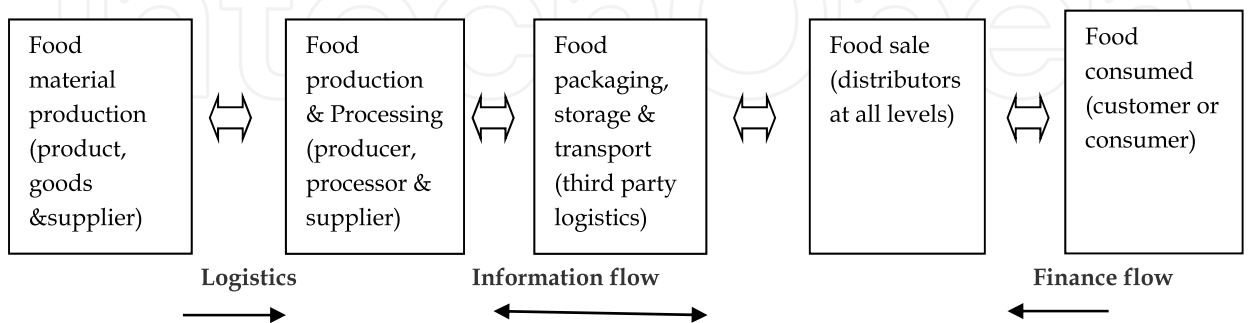 Food
material
production
(product,
goods
&supplier)
Food
production
& Processing
(producer,
processor &
supplier)
Food
packaging,
storage &
transport
(third party
logistics)
Food sale
(distributors
at all levels)
Food
consumed
(customer or
consumer)
Logistics
Information flow
Finance flow